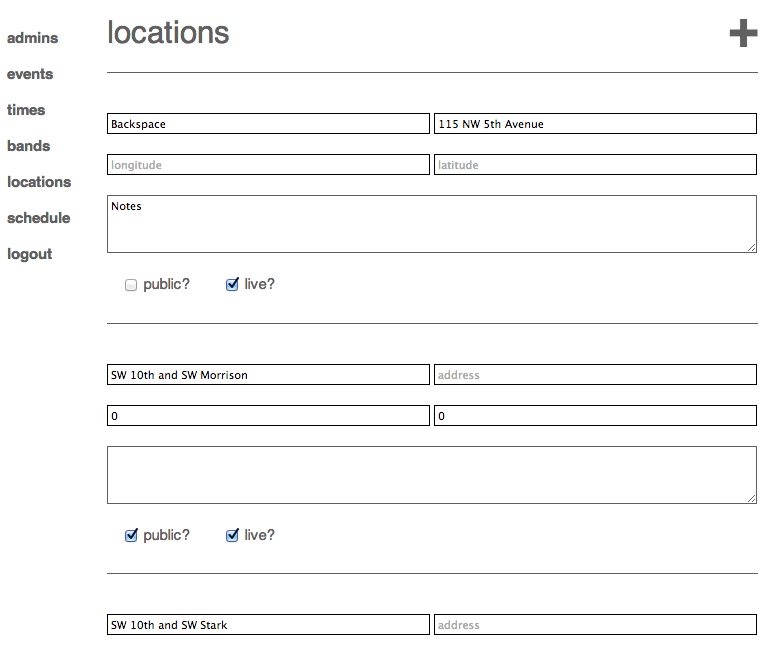 locations
admins
events
times
bands
locations
schedule
logout
Backspace 115 NW 5th Avenue
longitude latitude
Notes
public? live?
SW 10th and SW Morrison address
0 0
public? live?
SW 10th and SW Stark address